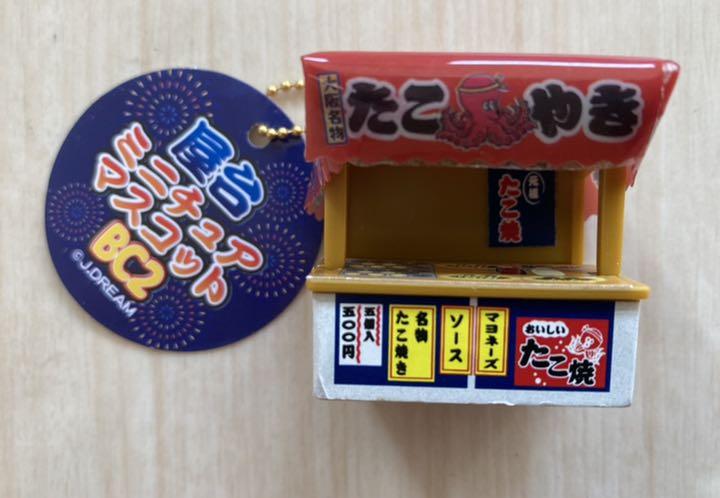 屋台
ミニチュア
マスコット
BC2
©J.DREAM
大阪名物
たこ
やき
元祖
たこ焼
五個入
五〇〇円
名物
たこ焼き
ソース
マヨネーズ
おいしい
たこ焼